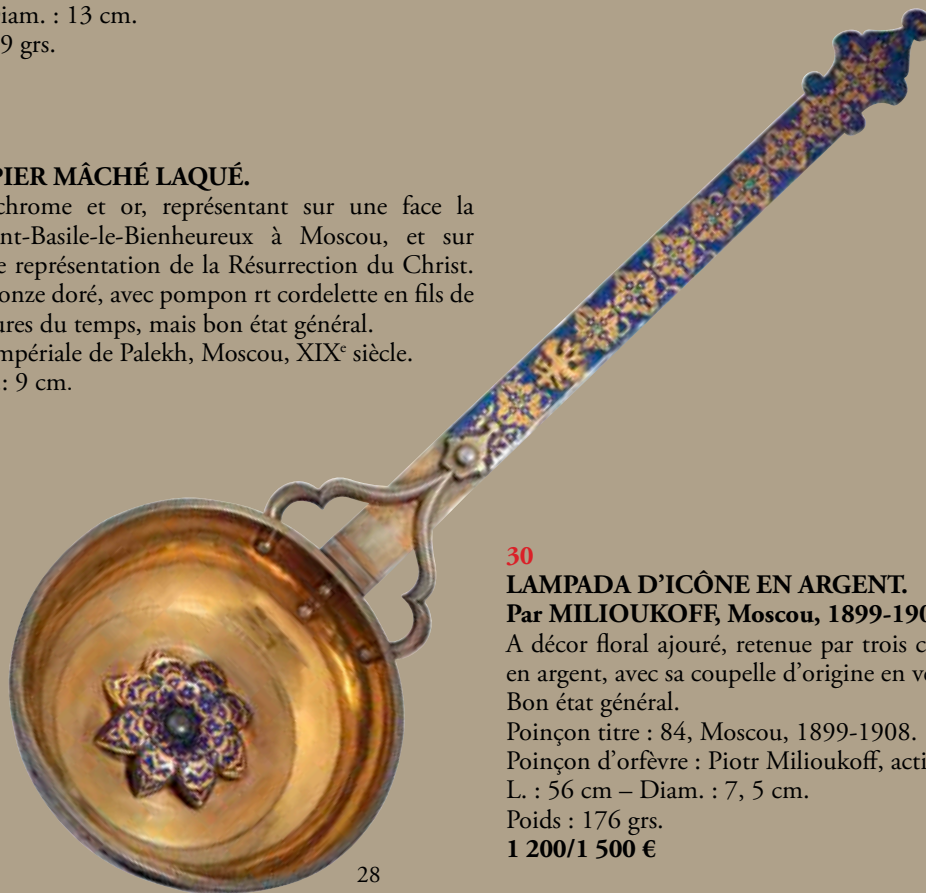 iam. : 13 cm.
9 grs.
PIER MÂCHÉ LAQUÉ.
chrome et or, représentant sur une face la
nt-Basile-le-Bienheureux à Moscou, et sur
e représentation de la Résurrection du Christ.
onze doré, avec pompon rt cordelette en fils de
ures du temps, mais bon état général.
mpériale de Palekh, Moscou, XIXᵉ siècle.
: 9 cm.
30
LAMPADA D’ICÔNE EN ARGENT.
Par MILIOUKOFF, Moscou, 1899-190
A décor floral ajouré, retenue par trois c
en argent, avec sa coupelle d’origine en v
Bon état général.
Poinçon titre : 84, Moscou, 1899-1908.
Poinçon d’orfèvre : Piotr Milioukoff, acti
L. : 56 cm – Diam. : 7, 5 cm.
Poids : 176 grs.
1 200/1 500 €
28